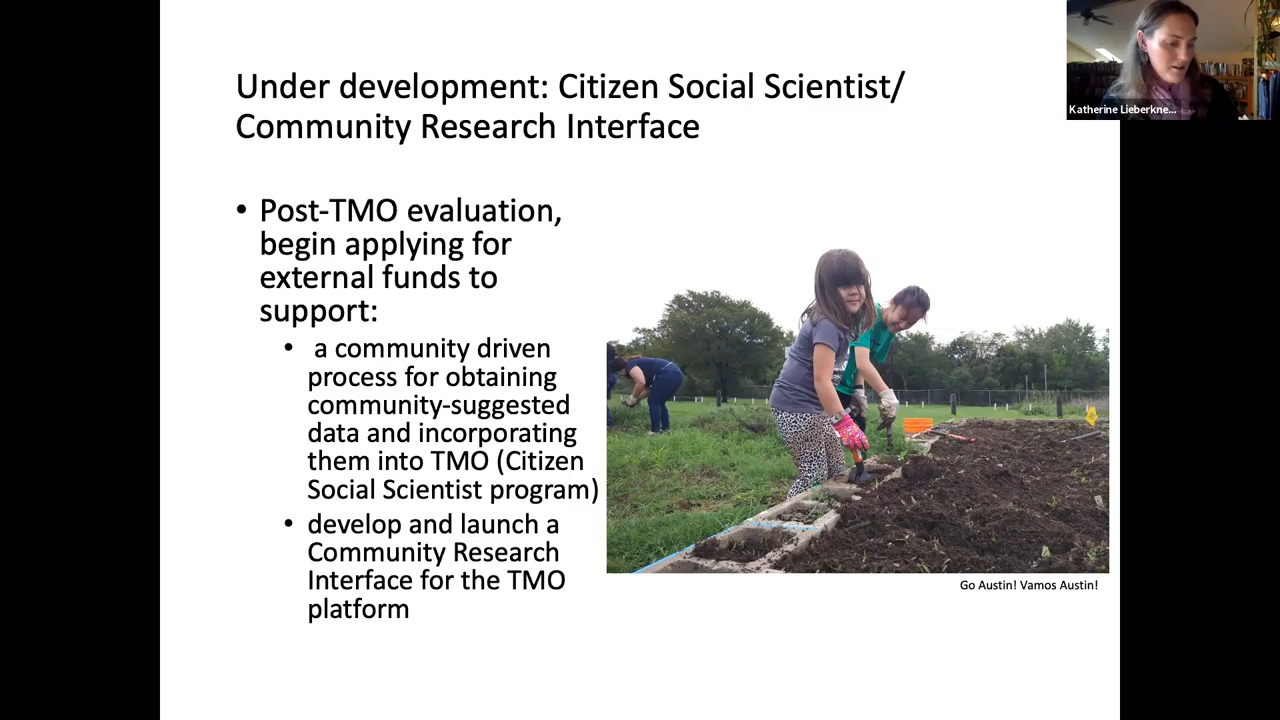 Under development: Citizen Social Scientist/
Community Research Interface
• Post-TMO evaluation,
begin applying for
external funds to
support:
• a community driven
process for obtaining
community-suggested
data and incorporating
them into TMO (Citizen
Social Scientist program)
• develop and launch a
Community Research
Interface for the TMO
platform
Go Austin! Vamos Austin!
Katherine Lieberkne...